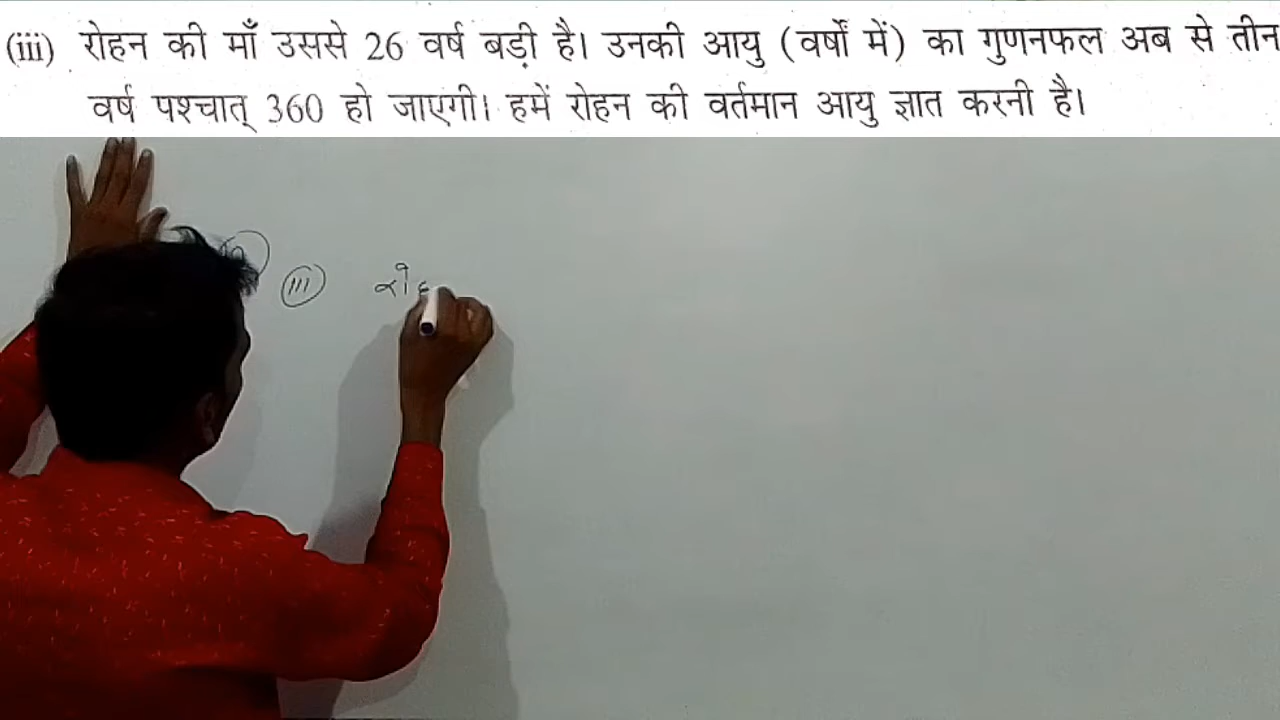 (iii) रोहन की माँ उससे 26 वर्ष बड़ी है। उनकी आयु (वर्षों में) का गुणनफल अब से तीन
वर्ष पश्चात् 360 हो जाएगी। हमें रोहन की वर्तमान आयु ज्ञात करनी है।
(iii) रोह